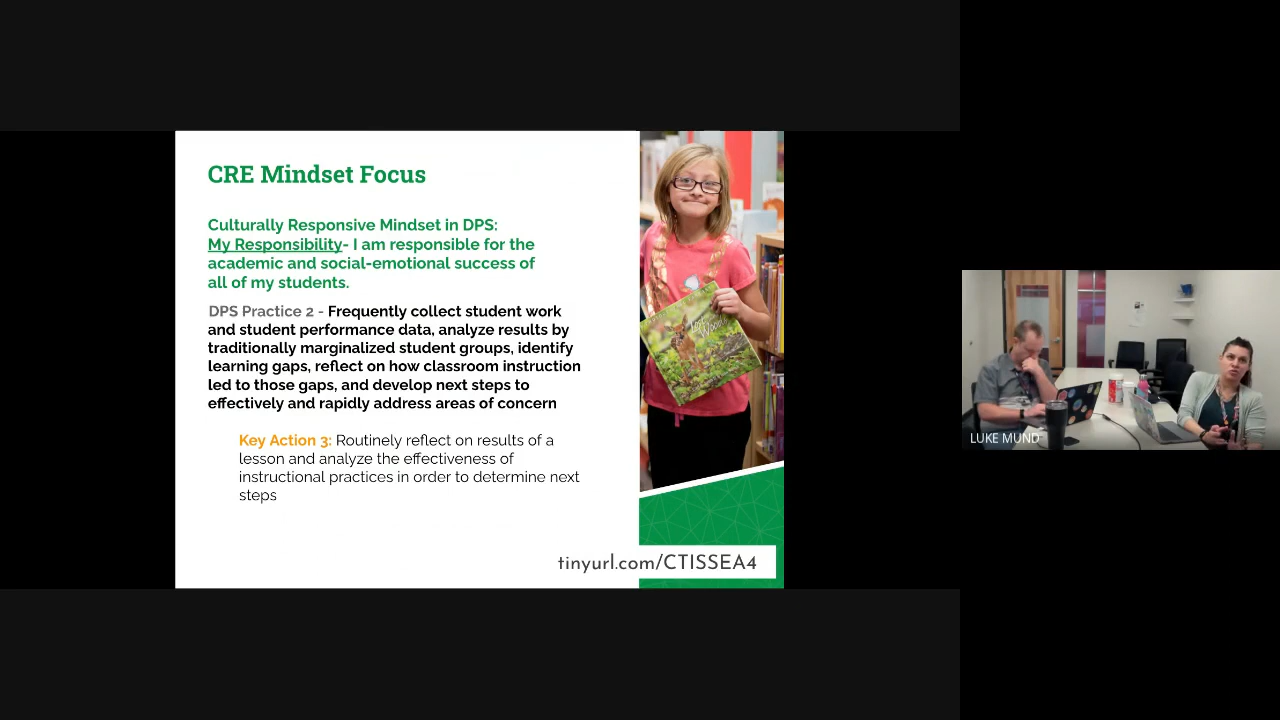 CRE Mindset Focus
Culturally Responsive Mindset in DPS:
My Responsibility- I am responsible for the
academic and social-emotional success of
all of my students.
DPS Practice 2 - Frequently collect student work
and student performance data, analyze results by
traditionally marginalized student groups, identify
learning gaps, reflect on how classroom instruction
led to those gaps, and develop next steps to
effectively and rapidly address areas of concern
Key Action 3: Routinely reflect on results of a
lesson and analyze the effectiveness of
instructional practices in order to determine next
steps
tinyurl.com/CTISSEA4
LUKE MUND